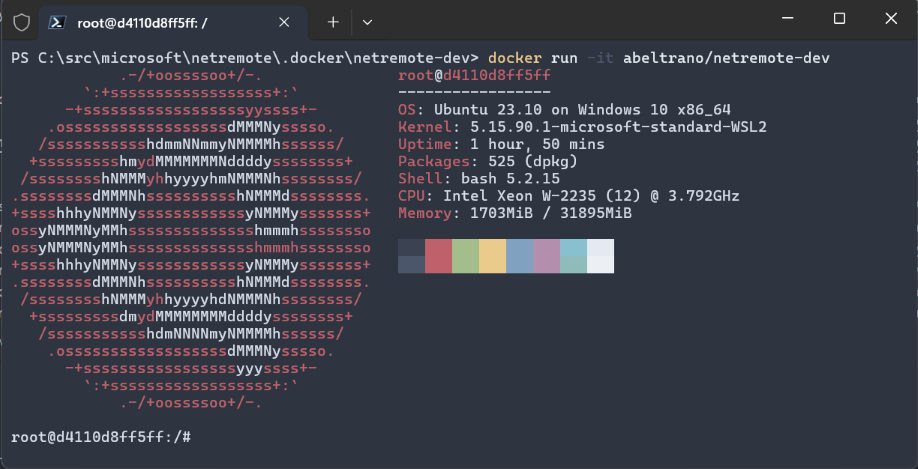 root@d4110d8ff5ff: /
PS C:\src\microsoft\netremote\.docker\netremote-dev> docker run -it abeltrano/netremote-dev
.-/+oossssoo+/-.
`:+ssssssssssssssssss+:`
-+ssssssssssssssssssyyssss+-
.ossssssssssssssssssdMMMNysssso.
/ssssssssssshdmmNNmmyNMMMMhssssss/
+ssssssssshmydMMMMMMMNddddyssssssss+
/sssssssshNMMMyhhyyyyhmNMMMNhssssssss/
.ssssssssdMMMNhsssssssssshNMMMdssssssss.
+sssshhhyNMMNyssssssssssssyNMMMysssssss+
ossyNMMMNyMMhsssssssssssssshmmmhssssssso
ossyNMMMNyMMhsssssssssssssshmmmhssssssso
+sssshhhyNMMNyssssssssssssyNMMMysssssss+
.ssssssssdMMMNhsssssssssshNMMMdssssssss.
/sssssssshNMMMyhhyyyyhdNMMMNhssssssss/
+sssssssssdmydMMMMMMMMddddyssssssss+
/ssssssssssshdmNNNNmyNMMMMhssssss/
.ossssssssssssssssssdMMMNysssso.
-+sssssssssssssssssyyyssss+-
`:+ssssssssssssssssss+:`
.-/+oossssoo+/-.
root@d4110d8ff5ff
-----------------
OS: Ubuntu 23.10 on Windows 10 x86_64
Kernel: 5.15.90.1-microsoft-standard-WSL2
Uptime: 1 hour, 50 mins
Packages: 525 (dpkg)
Shell: bash 5.2.15
CPU: Intel Xeon W-2235 (12) @ 3.792GHz
Memory: 1703MiB / 31895MiB
root@d4110d8ff5ff:/#